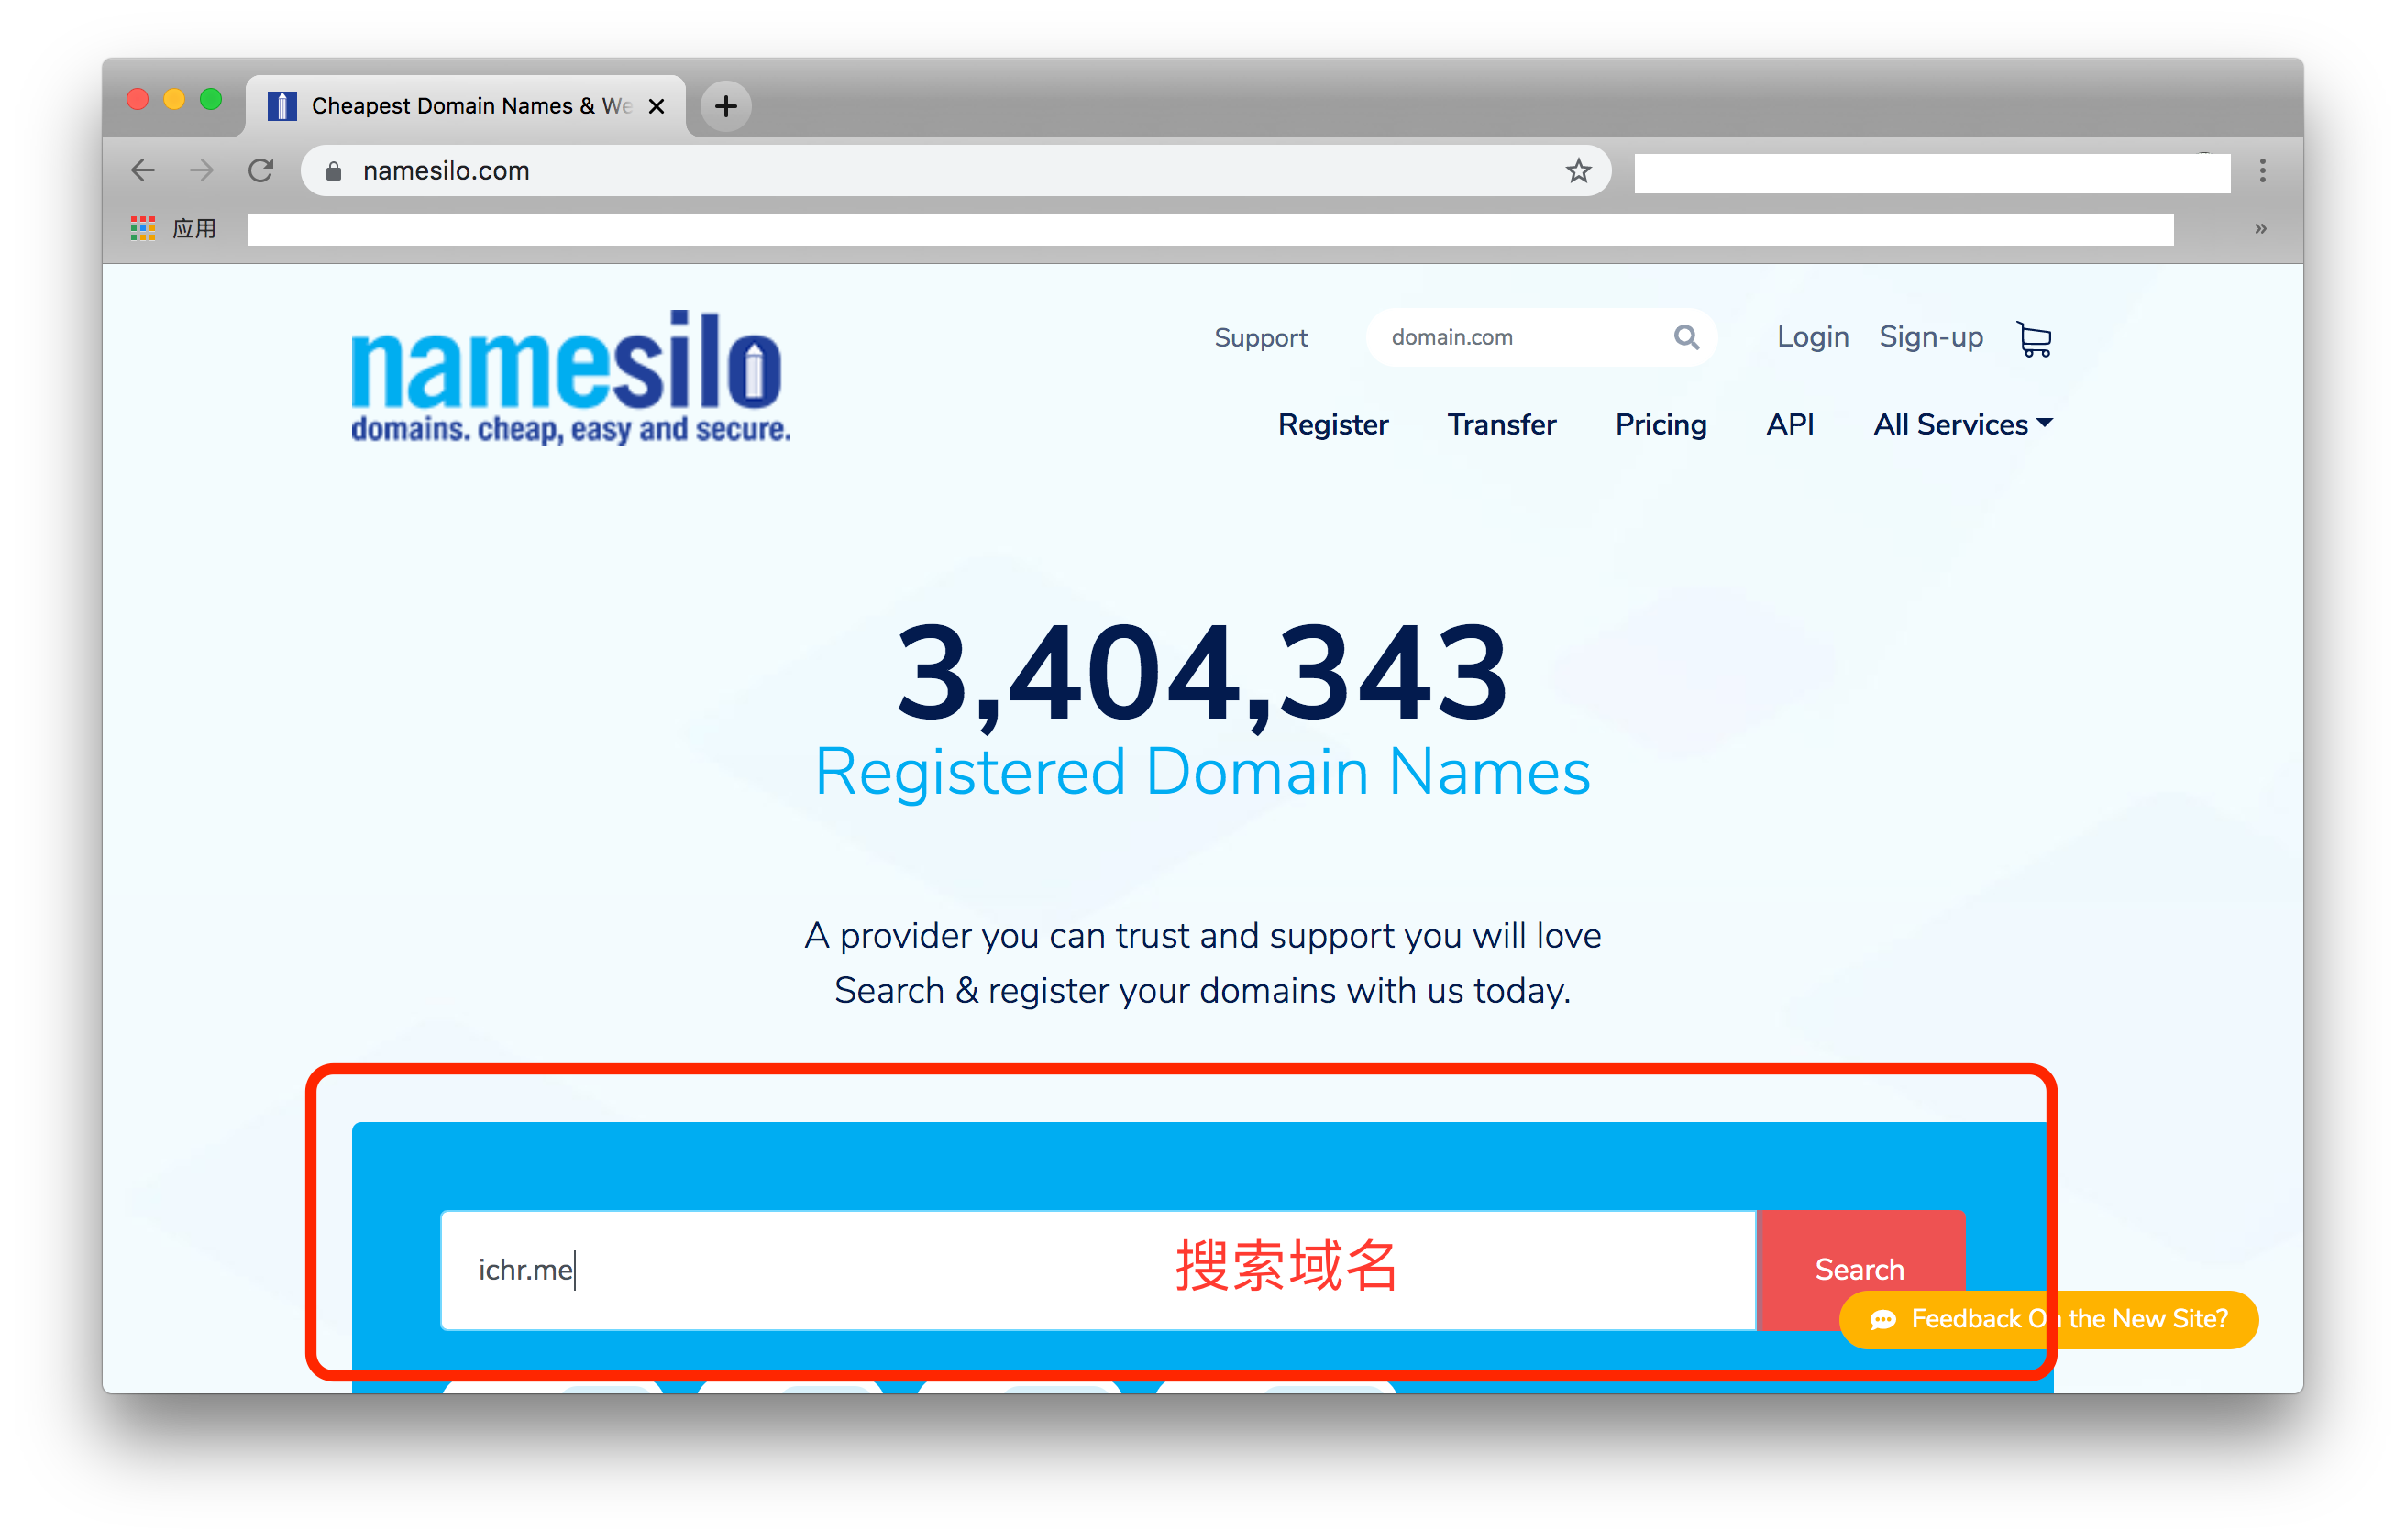 Cheapest Domain Names & We
namesilo.com
应用
namesilo
domains. cheap, easy and secure.
Support
domain.com
Login
Sign-up
Register
Transfer
Pricing
API
All Services
3,404,343
Registered Domain Names
A provider you can trust and support you will love
Search & register your domains with us today.
ichr.me
搜索域名
Search
Feedback On the New Site?